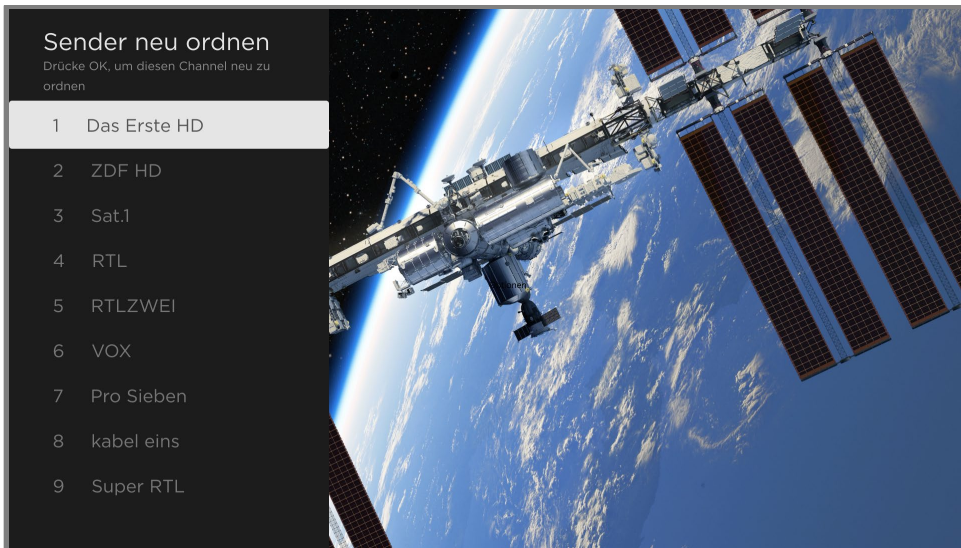 Sender neu ordnen
Drücke OK, um diesen Channel neu zu
ordnen
1 Das Erste HD
2 ZDF HD
3 Sat.1
4 RTL
5 RTLZWEI
6 VOX
7 Pro Sieben
8 kabel eins
9 Super RTL